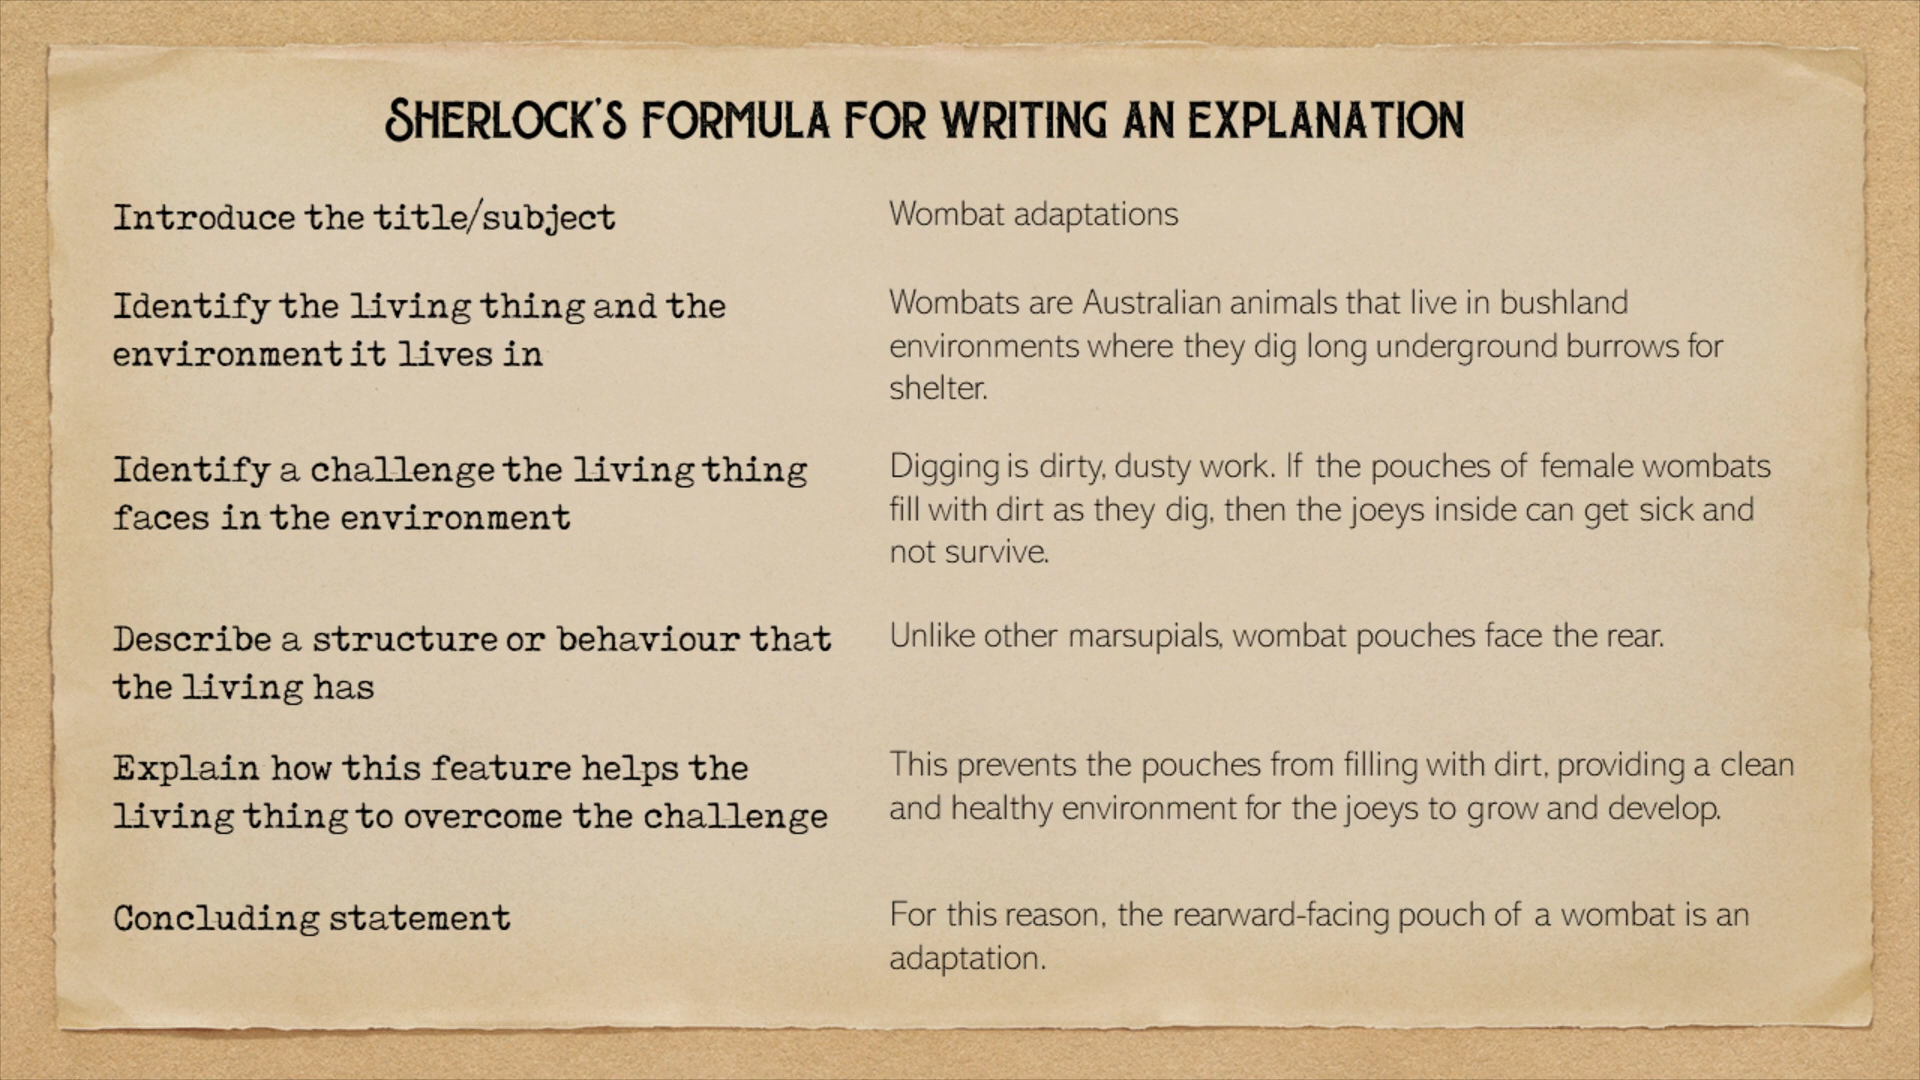 Sherlock's formula for writing an explanation
Introduce the title/subject
Wombat adaptations
Identify the living thing and the
environment it lives in
Wombats are Australian animals that live in bushland
environments where they dig long underground burrows for
shelter.
Identify a challenge the living thing
faces in the environment
Digging is dirty, dusty work. If the pouches of female wombats
fill with dirt as they dig, then the joeys inside can get sick and
not survive.
Describe a structure or behaviour that
the living has
Unlike other marsupials, wombat pouches face the rear.
Explain how this feature helps the
living thing to overcome the challenge
This prevents the pouches from filling with dirt, providing a clean
and healthy environment for the joeys to grow and develop.
Concluding statement
For this reason, the rearward-facing pouch of a wombat is an
adaptation.